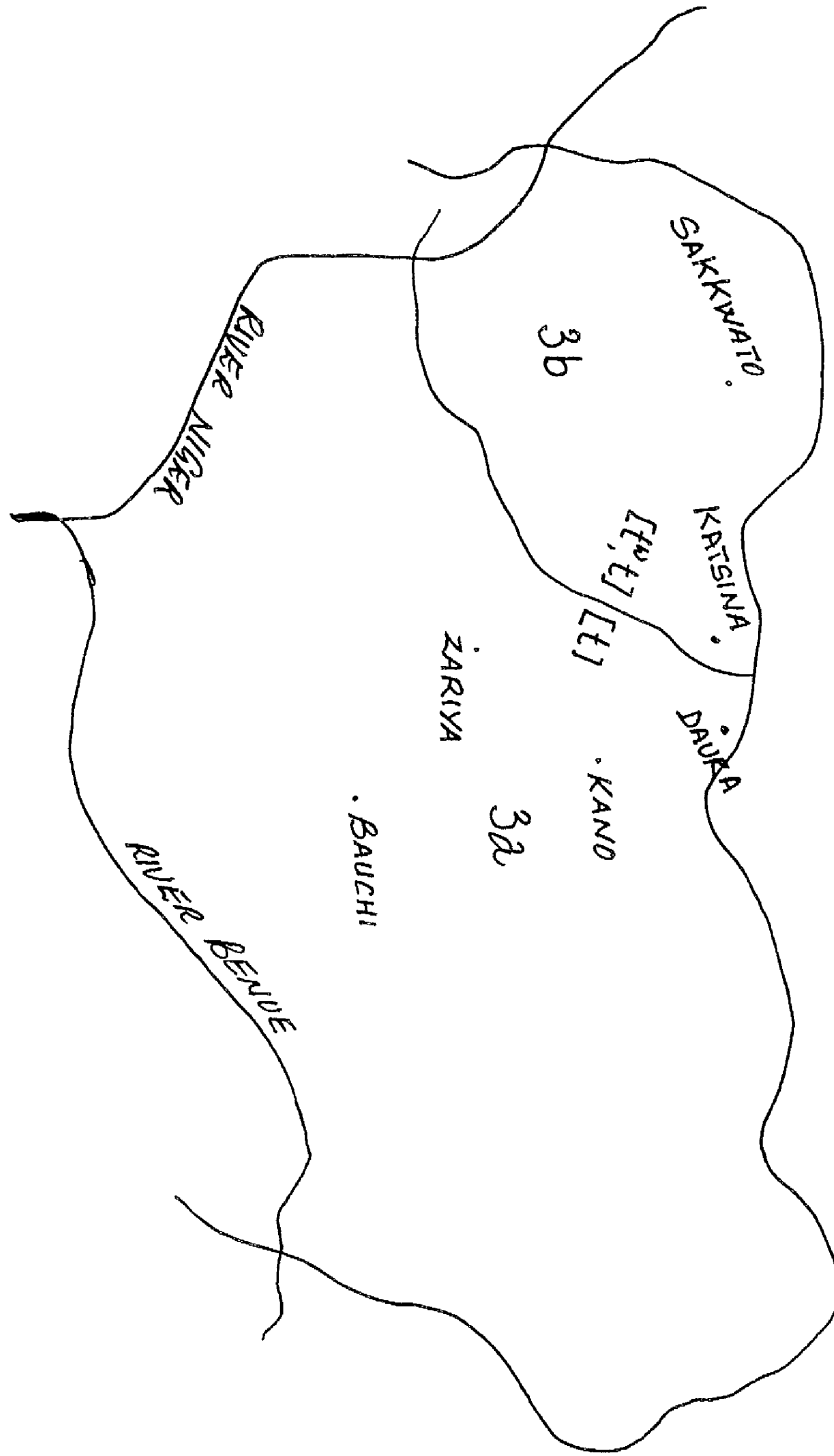 SAKKWATO
KATSINA
DAURA
3b
[tʷ, t]
[t]
KANO
3a
ZARIYA
BAUCHI
RIVER NIGER
RIVER BENUE